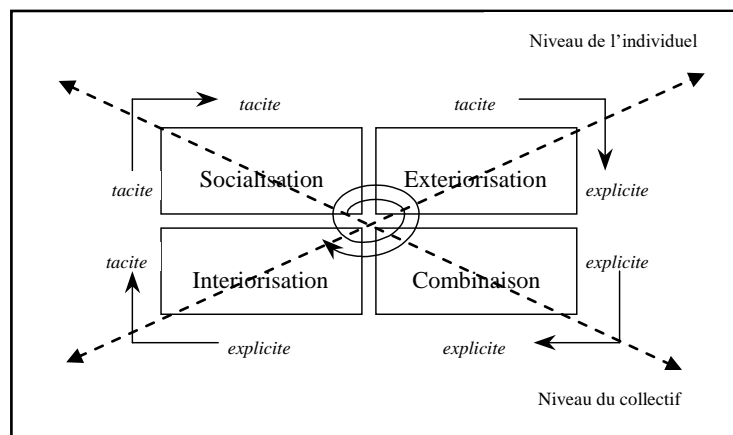 Niveau de l'individuel
tacite
tacite
Socialisation
Exteriorisation
tacite
explicite
tacite
explicite
Interiorisation
Combinaison
explicite
explicite
Niveau du collectif